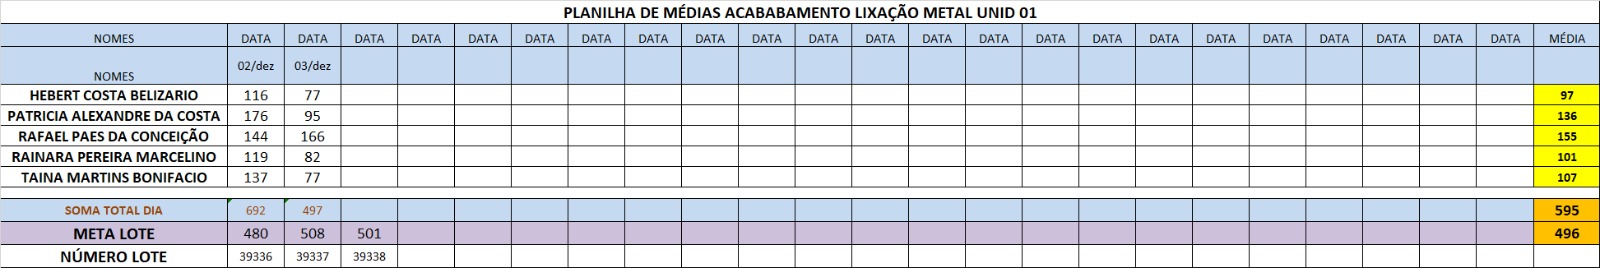 PLANILHA DE MÉDIAS ACABABAMENTO LIXAÇÃO METAL UNID 01
NOMES DATA DATA DATA DATA DATA DATA DATA DATA DATA DATA DATA DATA DATA DATA DATA DATA DATA DATA DATA DATA DATA DATA DATA MÉDIA
NOMES 02/dez 03/dez
HEBERT COSTA BELIZARIO 116 77 97
PATRICIA ALEXANDRE DA COSTA 176 95 136
RAFAEL PAES DA CONCEIÇÃO 144 166 155
RAINARA PEREIRA MARCELINO 119 82 101
TAINA MARTINS BONIFACIO 137 77 107
SOMA TOTAL DIA 692 497 595
META LOTE 480 508 501 496
NÚMERO LOTE 39336 39337 39338